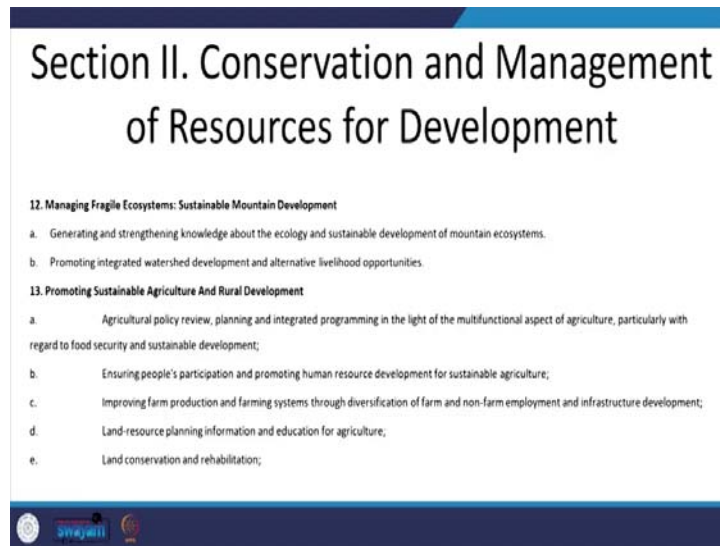 Section II. Conservation and Management
of Resources for Development
12. Managing Fragile Ecosystems: Sustainable Mountain Development
a. Generating and strengthening knowledge about the ecology and sustainable development of mountain ecosystems.
b. Promoting integrated watershed development and alternative livelihood opportunities.
13. Promoting Sustainable Agriculture And Rural Development
a. Agricultural policy review, planning and integrated programming in the light of the multifunctional aspect of agriculture, particularly with
regard to food security and sustainable development;
b. Ensuring people's participation and promoting human resource development for sustainable agriculture;
c. Improving farm production and farming systems through diversification of farm and non-farm employment and infrastructure development;
d. Land-resource planning information and education for agriculture;
e. Land conservation and rehabilitation;
swayam